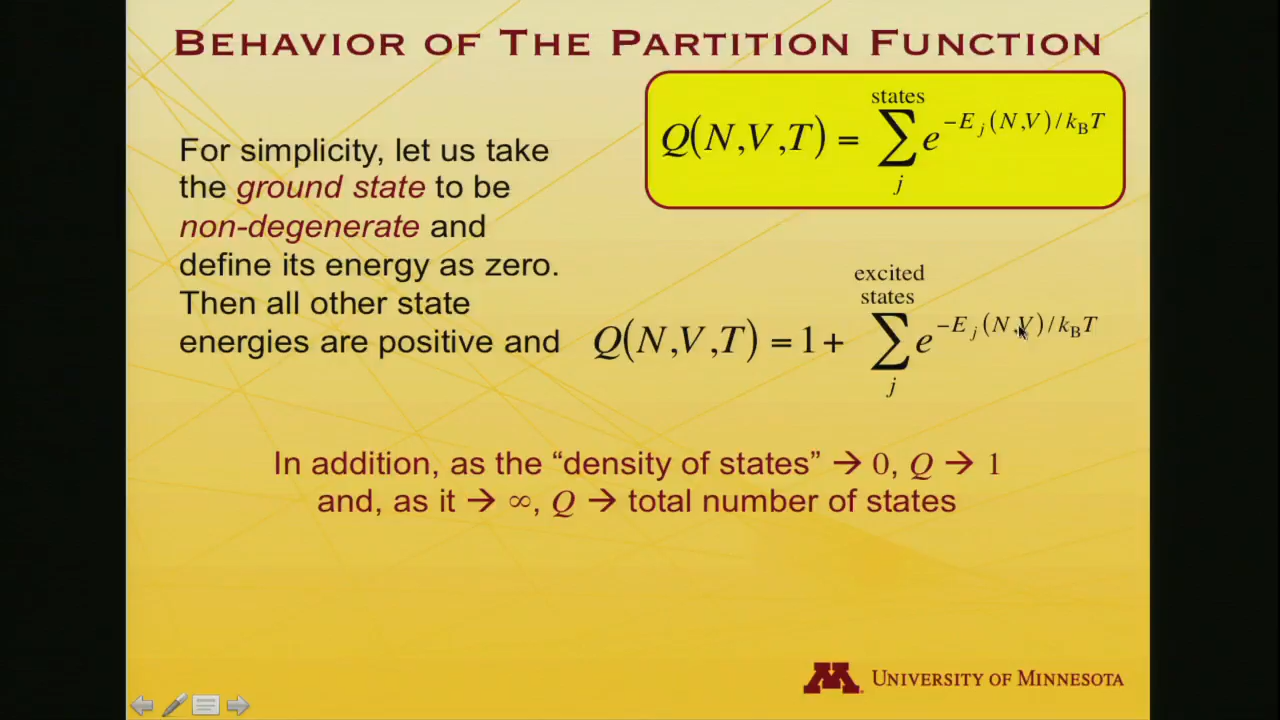 BEHAVIOR OF THE PARTITION FUNCTION
For simplicity, let us take
the ground state to be
non-degenerate and
define its energy as zero.
Then all other state
energies are positive and
states
Q(N,V,T) = ∑ e^{-E_j(N,V)/k_BT}
j
excited
states
Q(N,V,T) = 1 + ∑ e^{-E_j(N,V)/k_BT}
j
In addition, as the “density of states” → 0, Q → 1
and, as it → ∞, Q → total number of states
M UNIVERSITY OF MINNESOTA